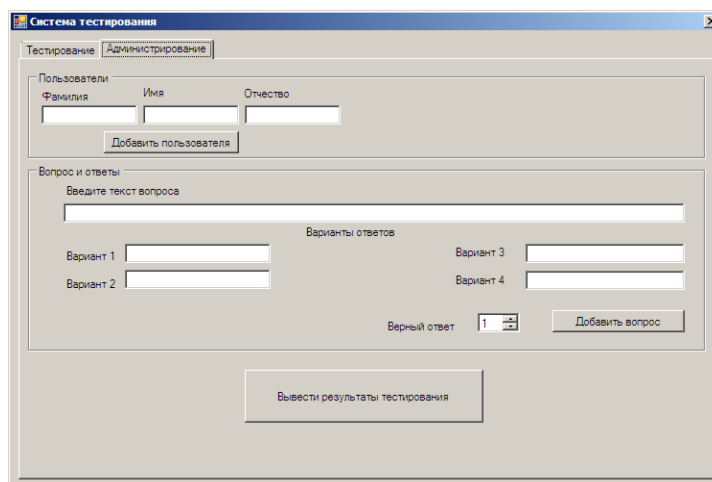 Система тестирования
Тестирование Администрирование
Пользователи
Фамилия Имя Отчество
Добавить пользователя
Вопрос и ответы
Введите текст вопроса
Варианты ответов
Вариант 1 Вариант 3
Вариант 2 Вариант 4
Верный ответ 1 Добавить вопрос
Вывести результаты тестирования